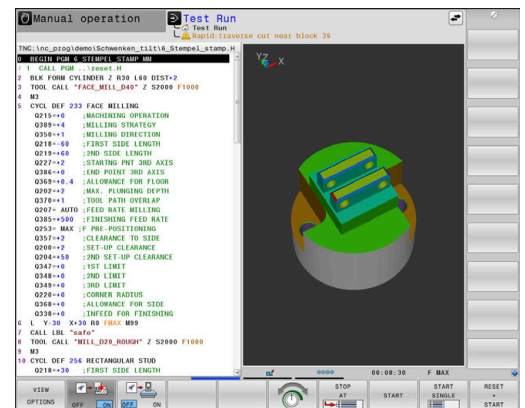 Manual operation
Test Run
Test Run
Rapid-traverse cut near block 36
TNC:\nc_prog\demo\Schwenken_tilt\6_Stempel_stamp.H
0 BEGIN PGM 6_STEMPEL_STAMP MM
/ 1 CALL PGM ..\reset.H
2 BLK FORM CYLINDER Z R30 L60 DIST+2
3 TOOL CALL "FACE_MILL_D40" Z S2000 F1000
4 M3
5 CYCL DEF 233 FACE MILLING
Q215=+0 ;MACHINING OPERATION
Q389=+4 ;MILLING STRATEGY
Q350=+1 ;MILLING DIRECTION
Q218=-60 ;FIRST SIDE LENGTH
Q219=+60 ;2ND SIDE LENGTH
Q227=+2 ;STARTNG PNT 3RD AXIS
Q386=+0 ;END POINT 3RD AXIS
Q369=+0.4 ;ALLOWANCE FOR FLOOR
Q202=+2 ;MAX. PLUNGING DEPTH
Q370=+1 ;TOOL PATH OVERLAP
Q207= AUTO ;FEED RATE MILLING
Q385=+500 ;FINISHING FEED RATE
Q253= MAX ;F PRE-POSITIONING
Q357=+2 ;CLEARANCE TO SIDE
Q200=+2 ;SET-UP CLEARANCE
Q204=+50 ;2ND SET-UP CLEARANCE
Q347=+0 ;1ST LIMIT
Q348=+0 ;2ND LIMIT
Q349=+0 ;3RD LIMIT
Q220=+0 ;CORNER RADIUS
Q368=+0 ;ALLOWANCE FOR SIDE
Q338=+0 ;INFEED FOR FINISHING
6 L Y-30 X+30 R0 FMAX M99
7 CALL LBL "safe"
8 TOOL CALL "MILL_D20_ROUGH" Z S2000 F1000
9 M3
10 CYCL DEF 256 RECTANGULAR STUD
Q218=+30 ;FIRST SIDE LENGTH
YZ X
00:08:30 F MAX
VIEW OPTIONS
OFF ON
OFF ON
STOP AT
START
START SINGLE
RESET + START